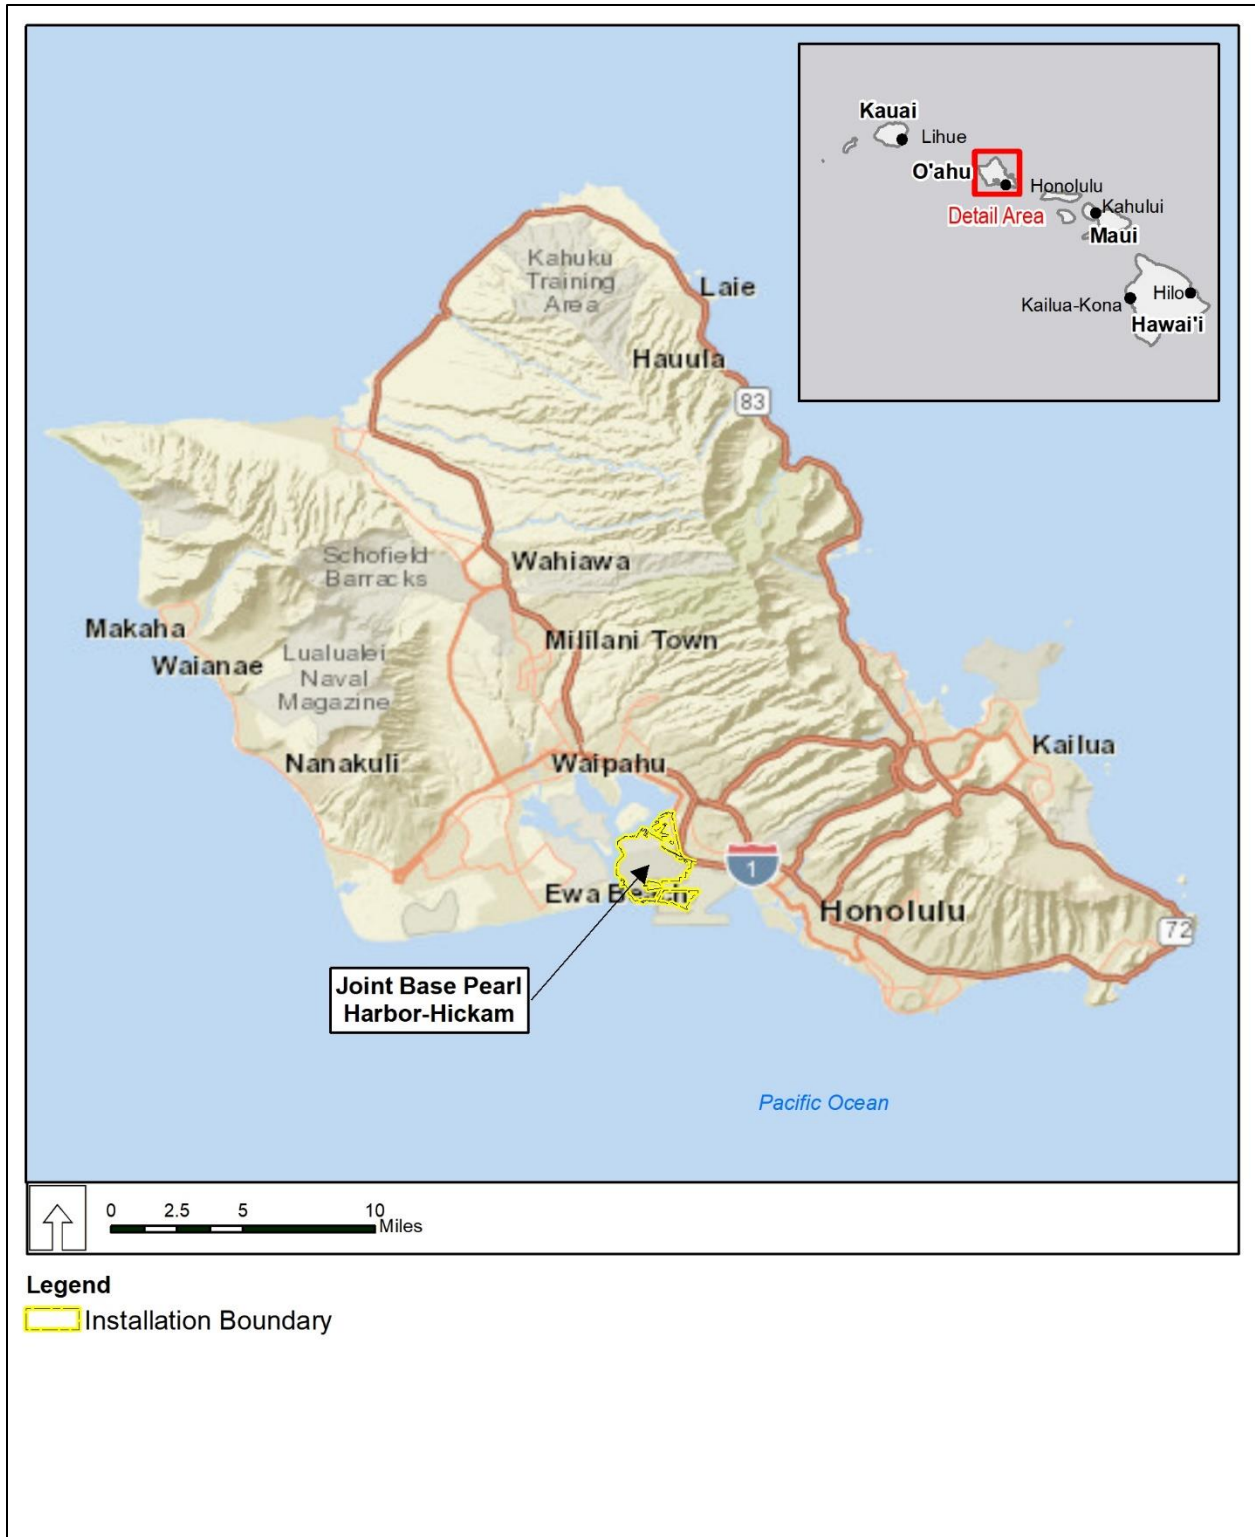 Kauai
Lihue
O'ahu
Honolulu
Detail Area
Kahului
Maui
Kailua-Kona
Hilo
Hawai'i
Kahuku
Training
Area
Laie
Hauula
83
Schofield
Barracks
Wahiawa
Makaha
Waianae
Lualualei
Naval
Magazine
Mililani Town
Nanakuli
Waipahu
Kailua
1
Ewa Beach
Honolulu
72
Joint Base Pearl
Harbor-Hickam
Pacific Ocean
0 2.5 5 10
Miles
Legend
Installation Boundary